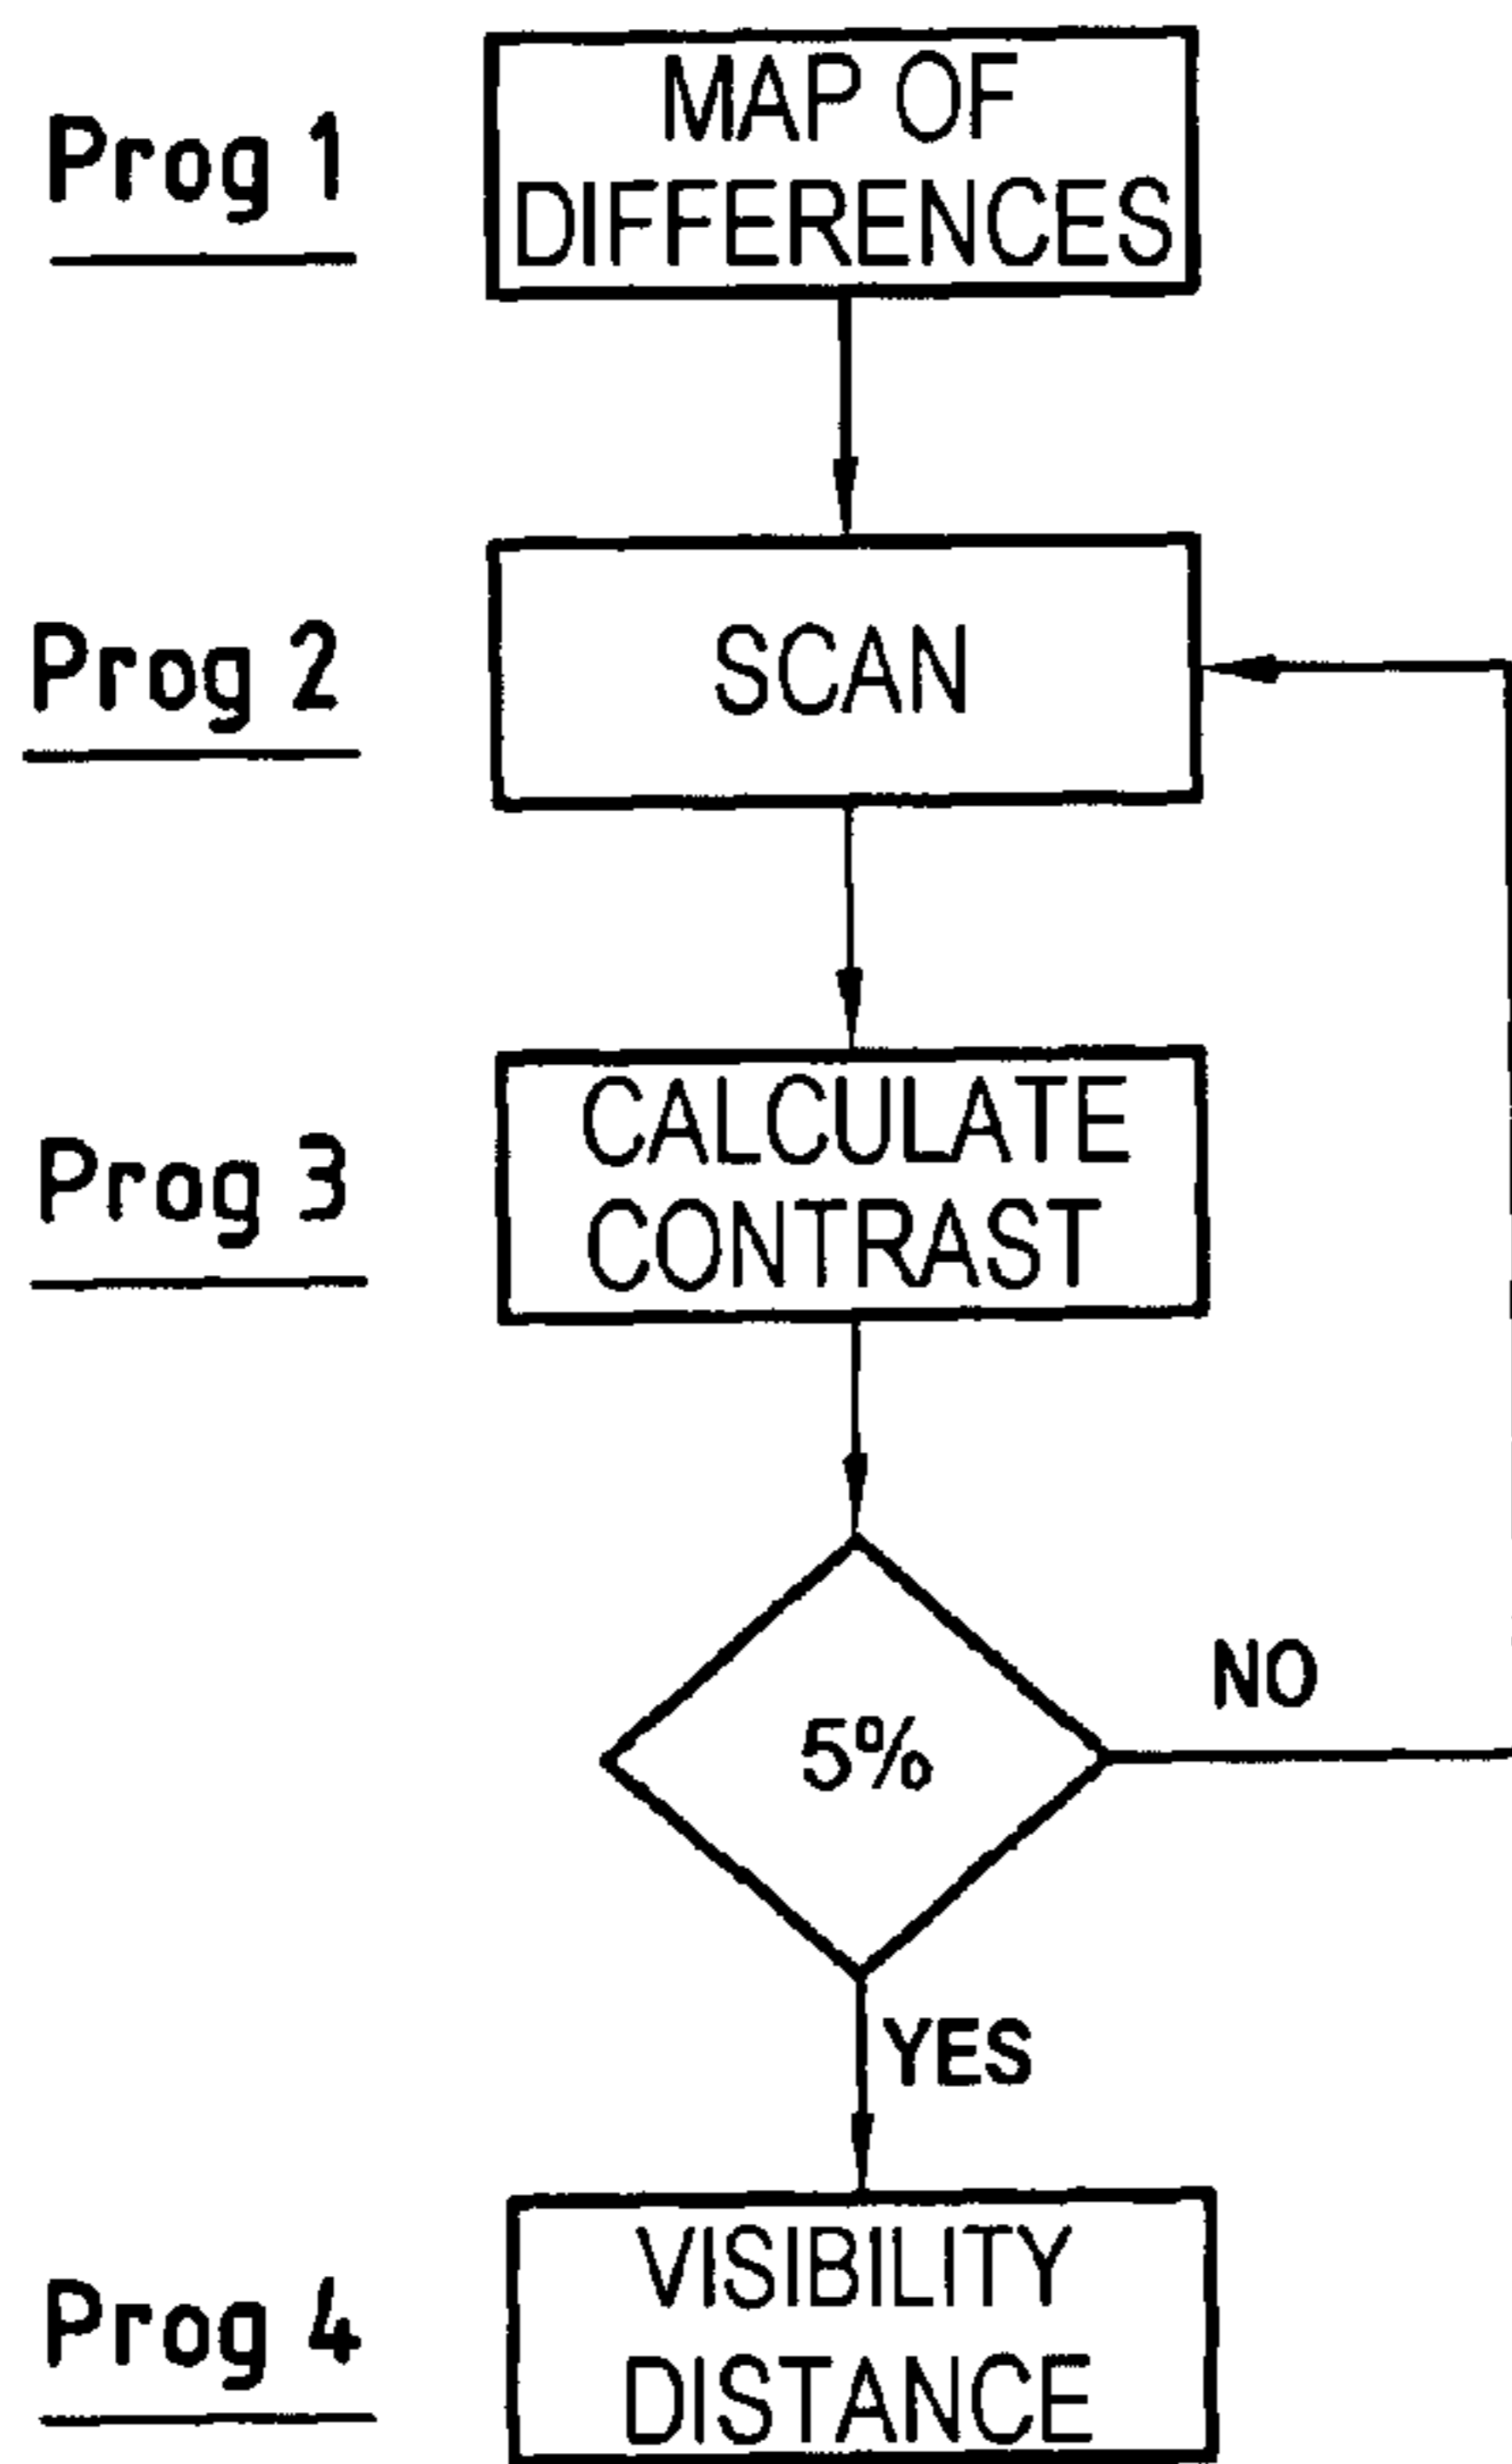 Prog 1
MAP OF
DIFFERENCES
Prog 2
SCAN
Prog 3
CALCULATE
CONTRAST
5%
NO
YES
Prog 4
VISIBILITY
DISTANCE